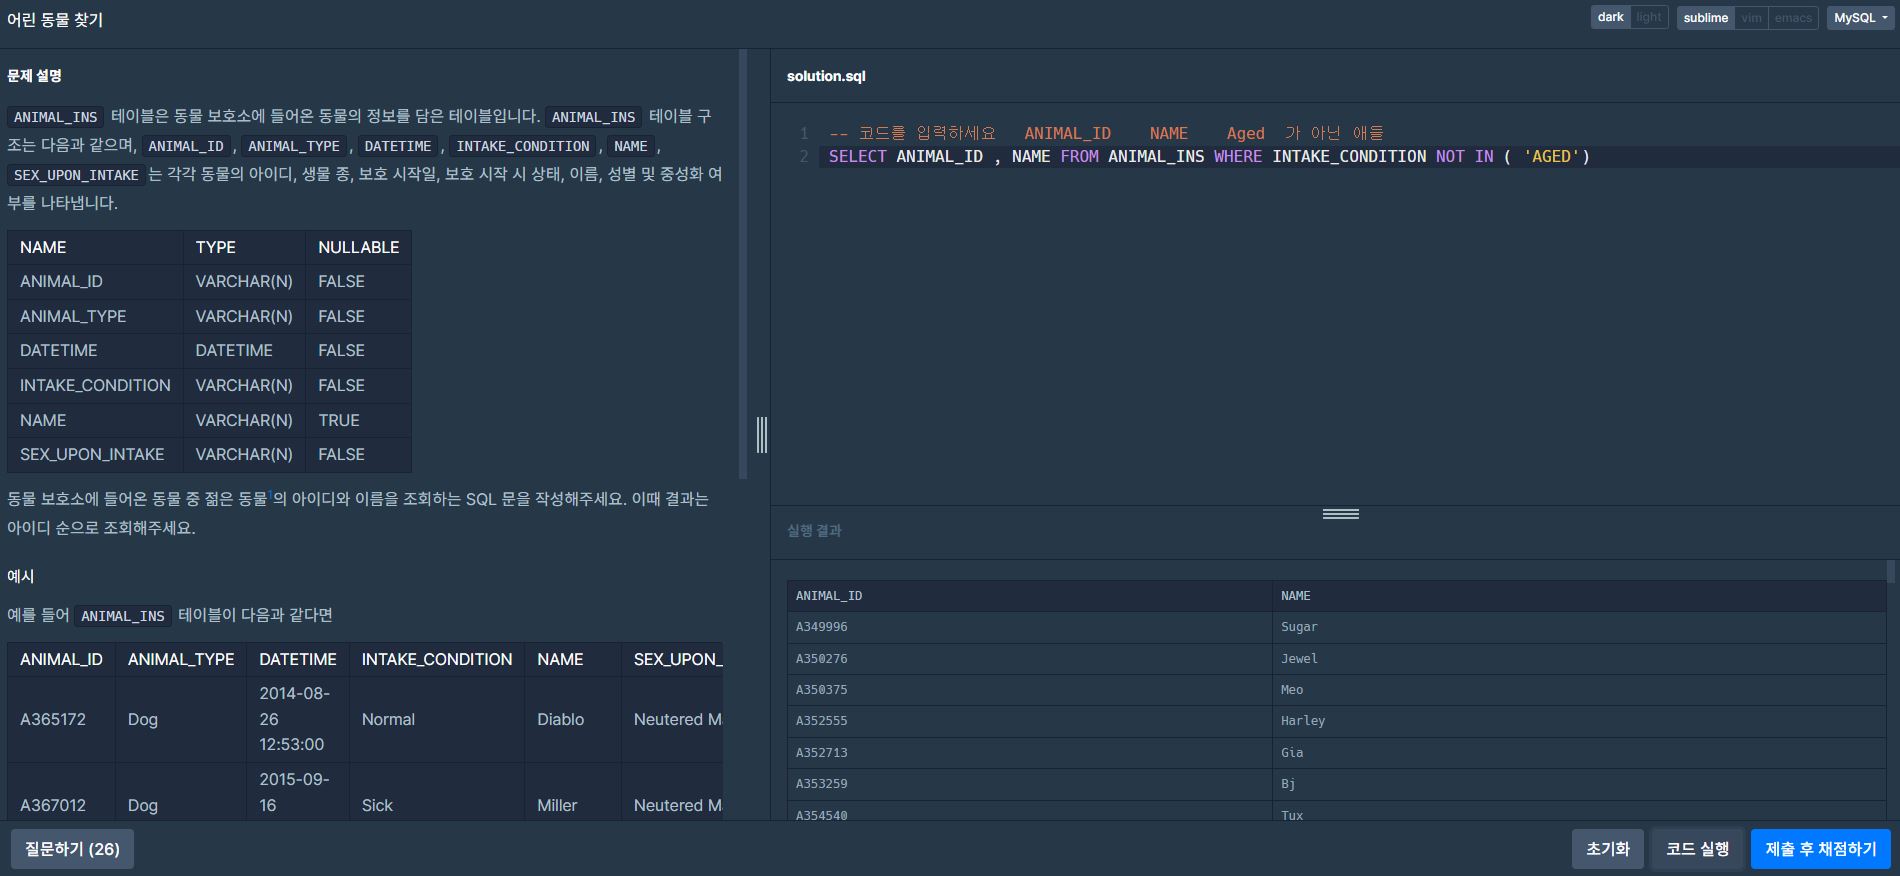 어린 동물 찾기
dark light sublime vim emacs MySQL
문제 설명
ANIMAL_INS 테이블은 동물 보호소에 들어온 동물의 정보를 담은 테이블입니다. ANIMAL_INS 테이블 구
조는 다음과 같으며, ANIMAL_ID , ANIMAL_TYPE , DATETIME , INTAKE_CONDITION , NAME ,
SEX_UPON_INTAKE 는 각각 동물의 아이디, 생물 종, 보호 시작일, 보호 시작 시 상태, 이름, 성별 및 중성화 여
부를 나타냅니다.
NAME TYPE NULLABLE
ANIMAL_ID VARCHAR(N) FALSE
ANIMAL_TYPE VARCHAR(N) FALSE
DATETIME DATETIME FALSE
INTAKE_CONDITION VARCHAR(N) FALSE
NAME VARCHAR(N) TRUE
SEX_UPON_INTAKE VARCHAR(N) FALSE
동물 보호소에 들어온 동물 중 젊은 동물1의 아이디와 이름을 조회하는 SQL 문을 작성해주세요. 이때 결과는
아이디 순으로 조회해주세요.
예시
예를 들어 ANIMAL_INS 테이블이 다음과 같다면
ANIMAL_ID ANIMAL_TYPE DATETIME INTAKE_CONDITION NAME SEX_UPON_
A365172 Dog 2014-08-
26
12:53:00 Normal Diablo Neutered M
2015-09-
A367012 Dog 16 Sick Miller Neutered M
질문하기 (26)
solution.sql
1 -- 코드를 입력하세요 ANIMAL_ID NAME Aged 가 아닌 애들
2 SELECT ANIMAL_ID , NAME FROM ANIMAL_INS WHERE INTAKE_CONDITION NOT IN ( 'AGED')
실행 결과
ANIMAL_ID NAME
A349996 Sugar
A350276 Jewel
A350375 Meo
A352555 Harley
A352713 Gia
A353259 Bj
A354540 Tux
초기화 코드 실행 제출 후 채점하기